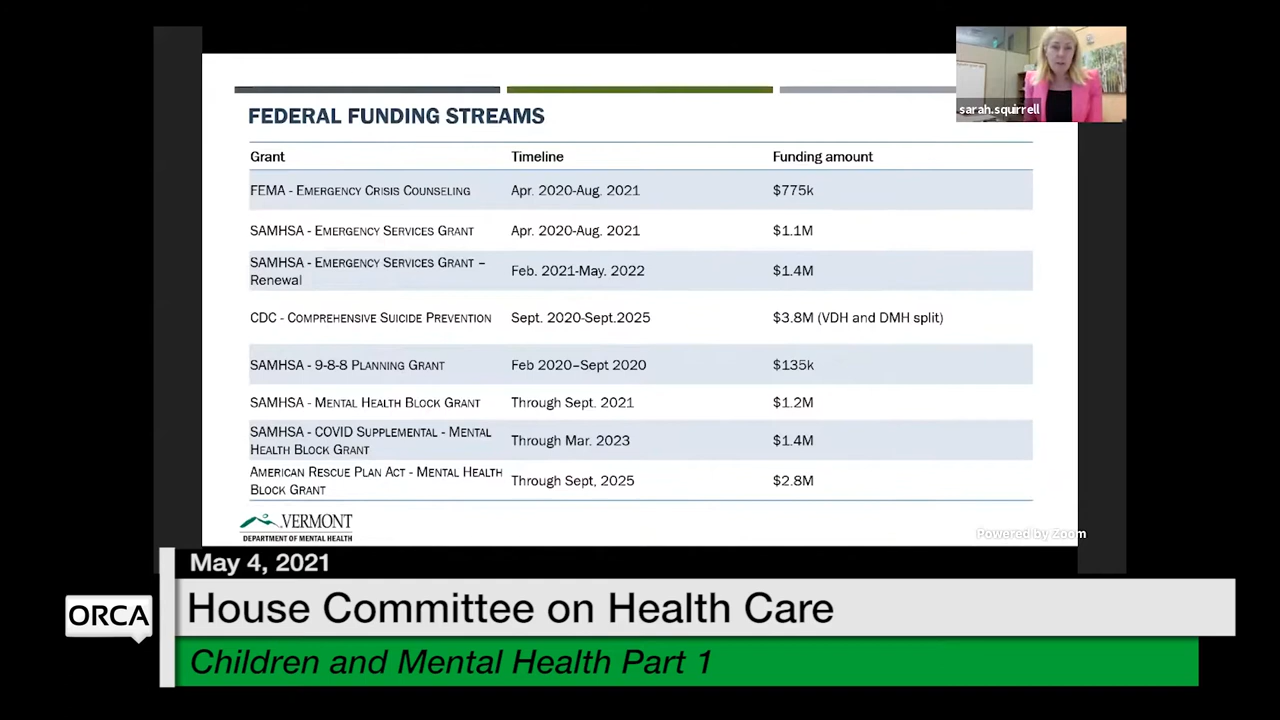 sarah.squirrell
FEDERAL FUNDING STREAMS
Grant Timeline Funding amount
FEMA - EMERGENCY CRISIS COUNSELING Apr. 2020-Aug. 2021 $775k
SAMHSA - EMERGENCY SERVICES GRANT Apr. 2020-Aug. 2021 $1.1M
SAMHSA - EMERGENCY SERVICES GRANT –
Renewal Feb. 2021-May. 2022 $1.4M
CDC - COMPREHENSIVE SUICIDE PREVENTION Sept. 2020-Sept.2025 $3.8M (VDH and DMH split)
SAMHSA - 9-8-8 PLANNING GRANT Feb 2020–Sept 2020 $135k
SAMHSA - MENTAL HEALTH BLOCK GRANT Through Sept. 2021 $1.2M
SAMHSA - COVID SUPPLEMENTAL - MENTAL
HEALTH BLOCK GRANT Through Mar. 2023 $1.4M
AMERICAN RESCUE PLAN ACT - MENTAL HEALTH
BLOCK GRANT Through Sept, 2025 $2.8M
VERMONT
DEPARTMENT OF MENTAL HEALTH
Powered by Zoom
May 4, 2021
ORCA
House Committee on Health Care
Children and Mental Health Part 1